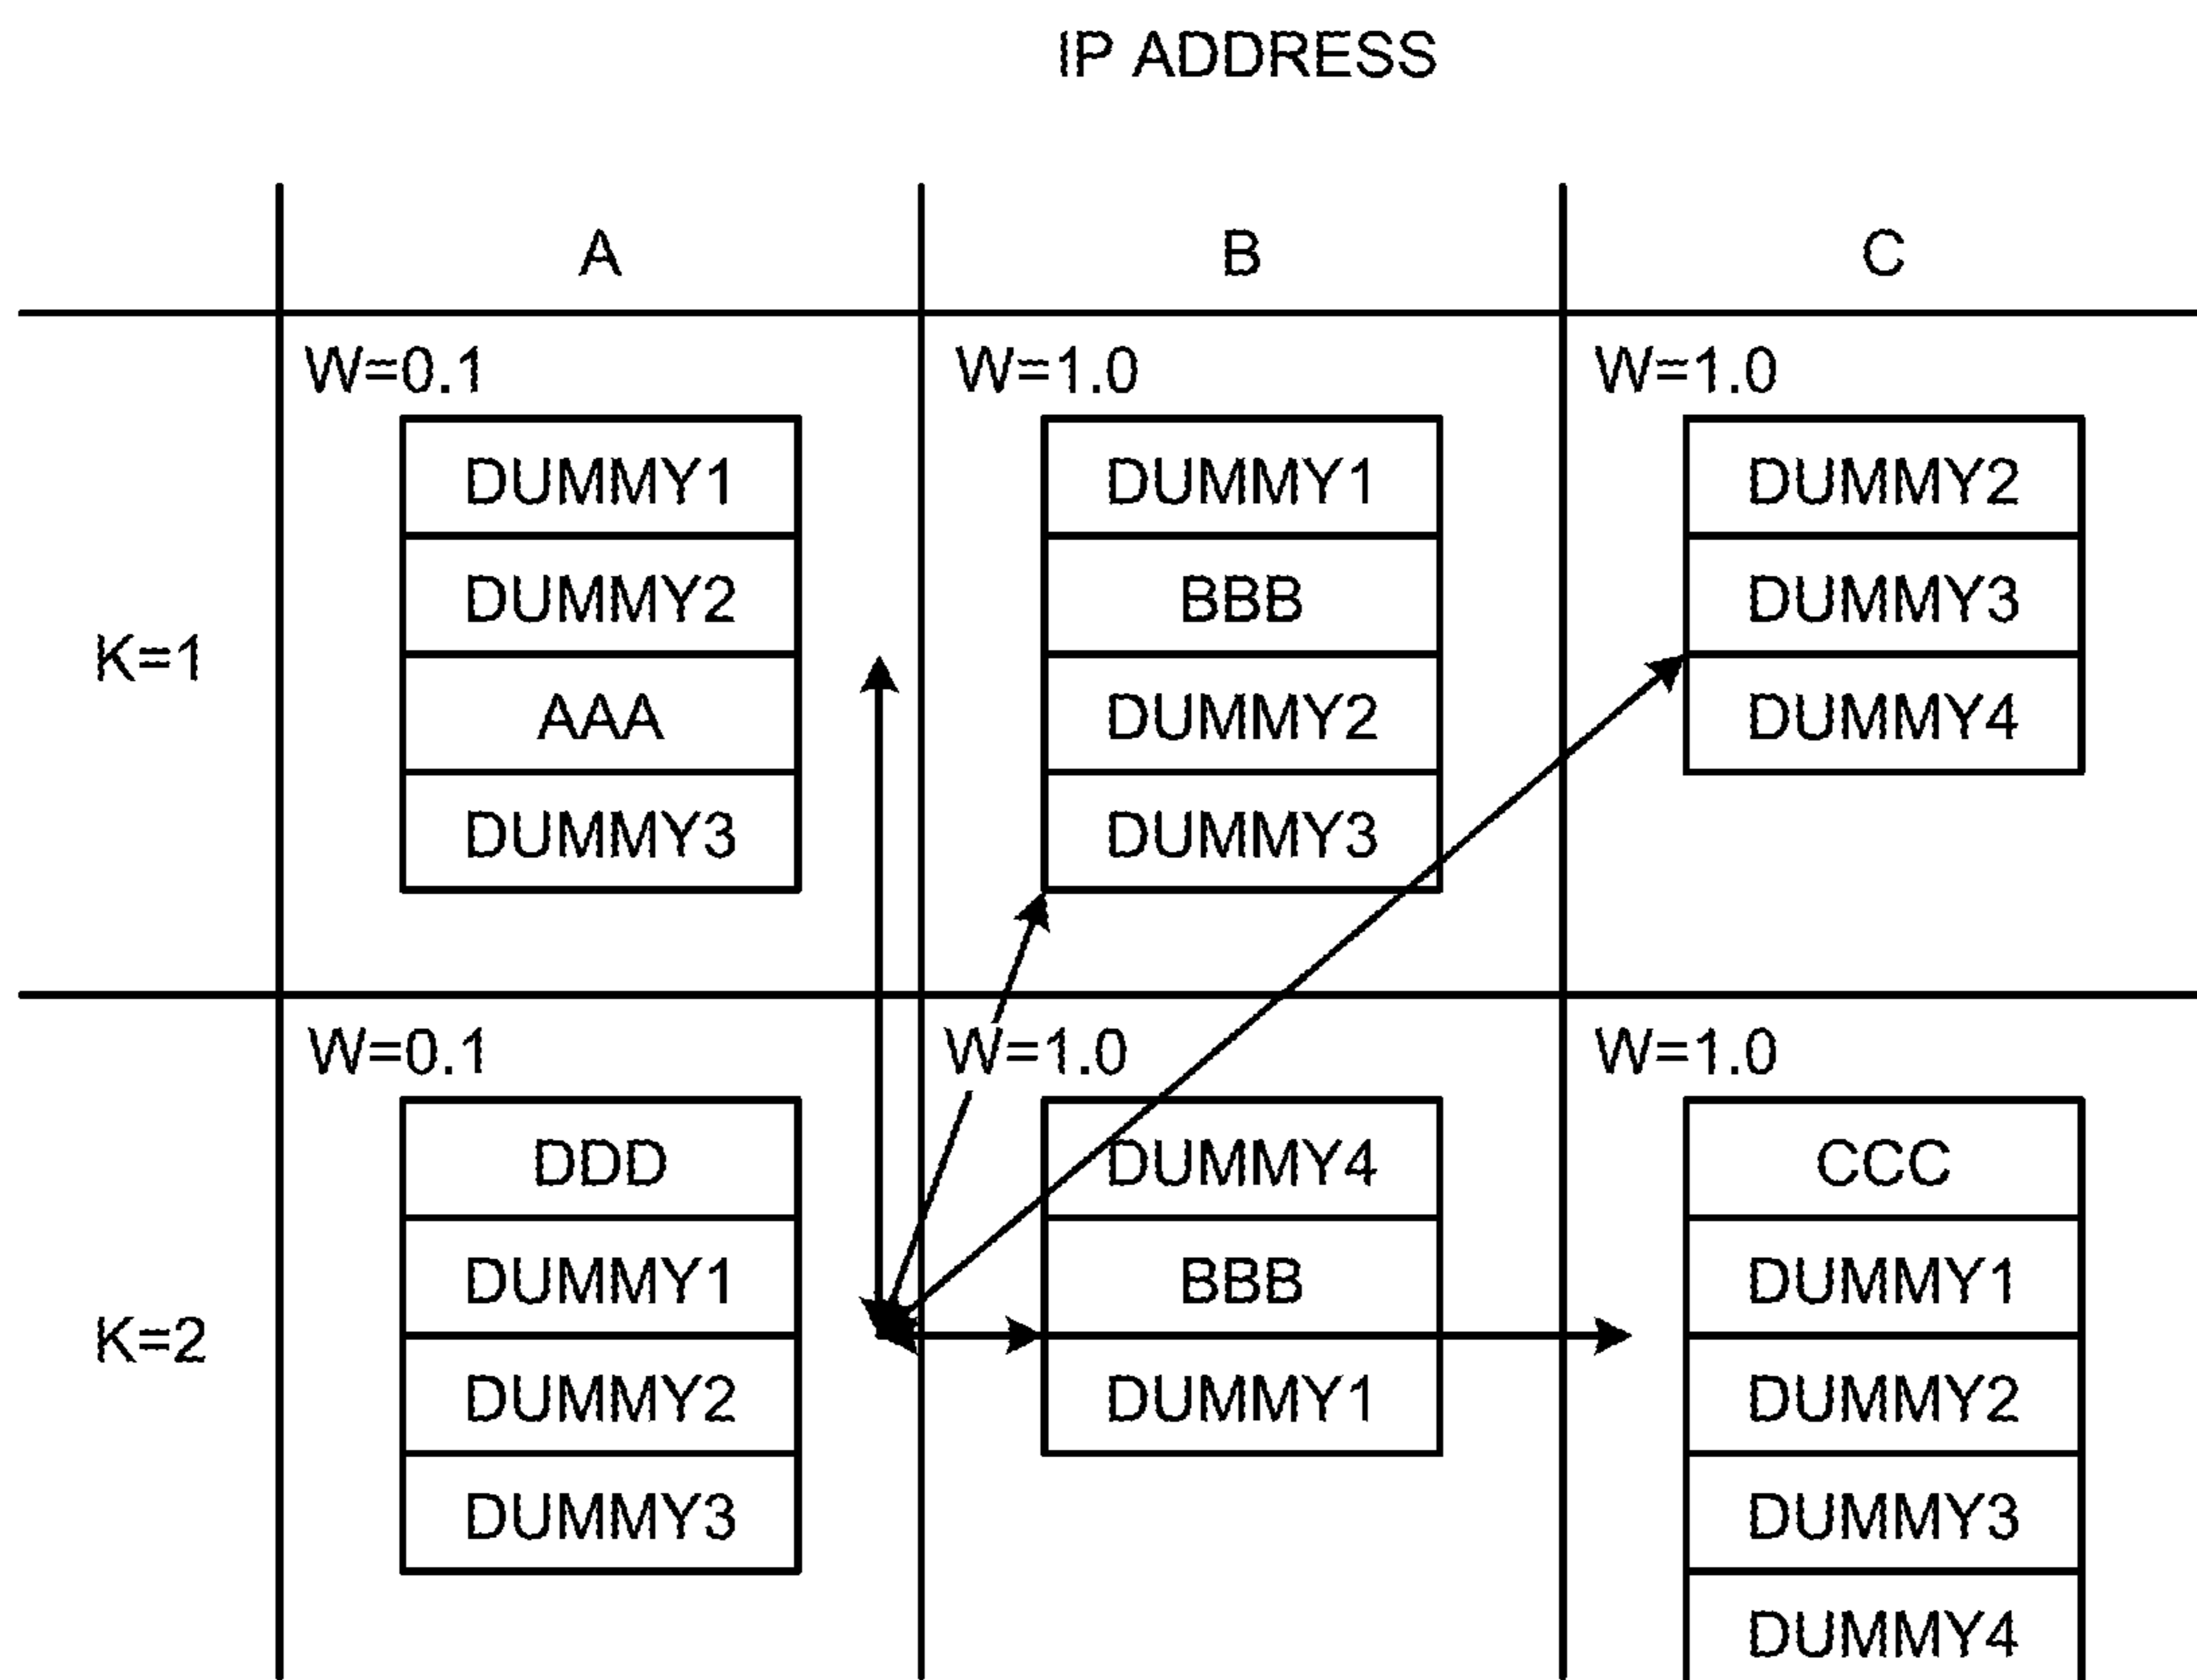 IP ADDRESS
A B C
W=0.1 W=1.0 W=1.0
DUMMY1 DUMMY1 DUMMY2
DUMMY2 BBB DUMMY3
K=1
AAA DUMMY2 DUMMY4
DUMMY3 DUMMY3
W=0.1 W=1.0 W=1.0
DDD DUMMY4 CCC
DUMMY1 BBB DUMMY1
K=2
DUMMY2 DUMMY1 DUMMY2
DUMMY3 DUMMY3
DUMMY4